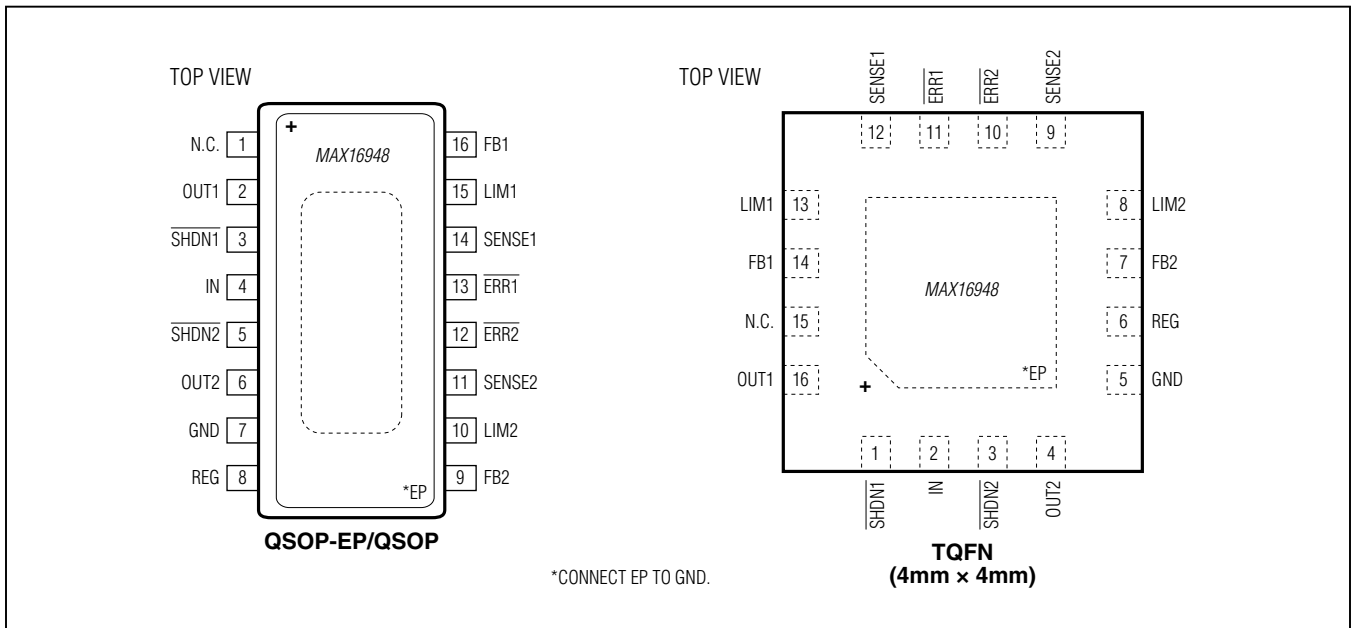 TOP VIEW
+
MAX16948
N.C. 1
OUT1 2
SHDN1 3
IN 4
SHDN2 5
OUT2 6
GND 7
REG 8
16 FB1
15 LIM1
14 SENSE1
13 ERR1
12 ERR2
11 SENSE2
10 LIM2
9 FB2
*EP
QSOP-EP/QSOP
TOP VIEW
SENSE1
ERR1
ERR2
SENSE2
12 11 10 9
LIM1 13
FB1 14
N.C. 15
OUT1 16
MAX16948
8 LIM2
7 FB2
6 REG
5 GND
*EP
+
1 2 3 4
SHDN1
IN
SHDN2
OUT2
TQFN
(4mm × 4mm)
*CONNECT EP TO GND.